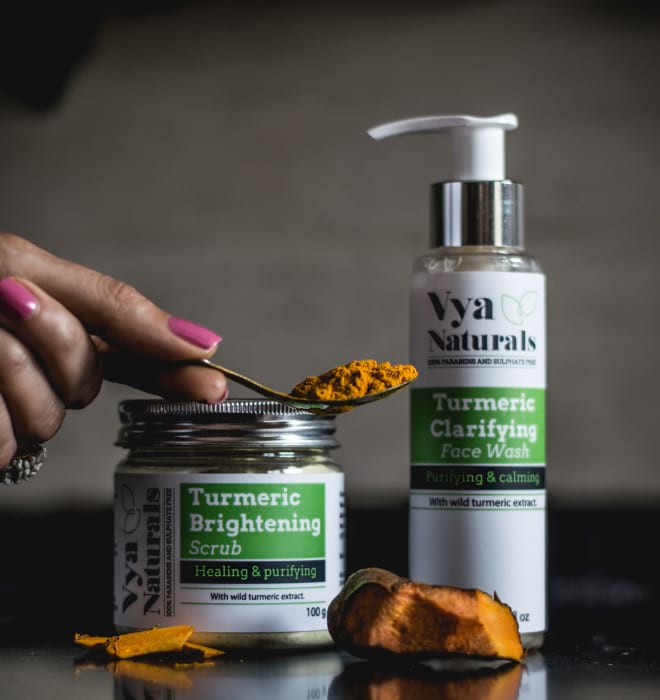 Vya
Naturals
100% PARABENS AND SULPHATE FREE
Turmeric
Clarifying
Face Wash
Purifying & calming
With wild turmeric extract.
oz
Vya
Naturals
100% PARABENS AND SULPHATE FREE
Turmeric
Brightening
Scrub
Healing & purifying
With wild turmeric extract.
100 g